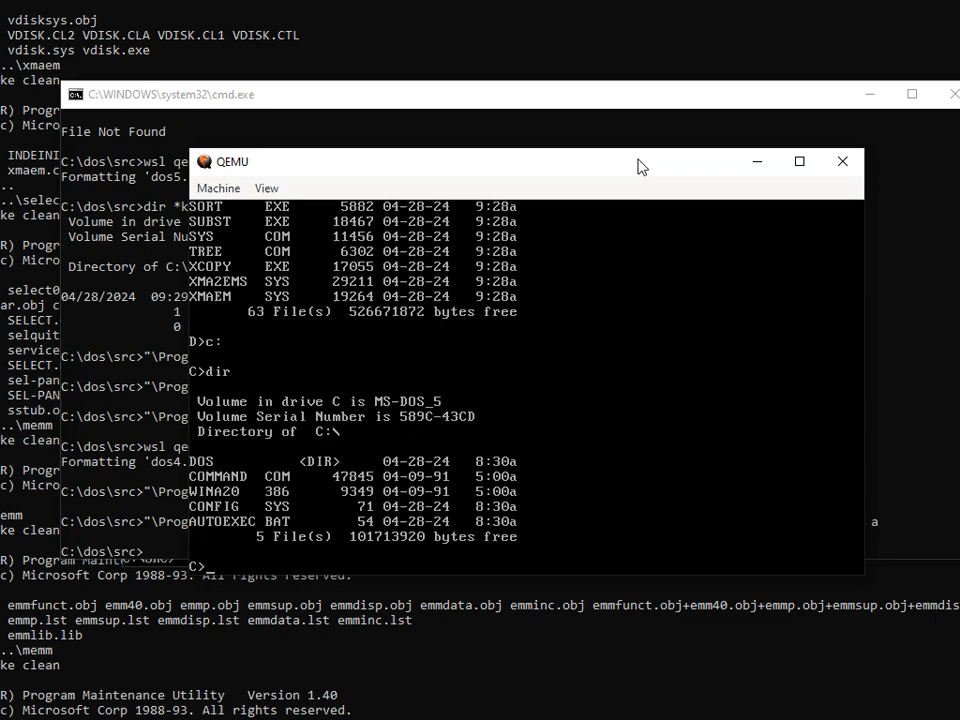 vdisksys.obj
VDISK.CL2 VDISK.CLA VDISK.CL1 VDISK.CTL
vdisk.sys vdisk.exe
..\xmaem
ke clean
R) Progr
c) Micro
INDEINI
xmaem.c
..
..\selec
ke clean
R) Progr
c) Micro
select0
ar.obj c
SELECT.
selquit
service
SELECT.
sel-pan
SEL-PAN
sstub.o
..\memm
ke clean
R) Progr
c) Micro
emm
ke clean
C:\WINDOWS\system32\cmd.exe
File Not Found
C:\dos\src>wsl qe
Formatting 'dos5.
C:\dos\src>dir *k
Volume in drive
Volume Serial Nu
Directory of C:\
04/28/2024  09:29
1
0
C:\dos\src>"\Prog
C:\dos\src>"\Prog
C:\dos\src>"\Prog
C:\dos\src>wsl qe
Formatting 'dos4.
C:\dos\src>"\Prog
C:\dos\src>"\Prog
a
C:\dos\src>
QEMU
Machine View
SORT     EXE      5882 04-28-24   9:28a
SUBST    EXE     18467 04-28-24   9:28a
SYS      COM     11456 04-28-24   9:28a
TREE     COM      6302 04-28-24   9:28a
XCOPY    EXE     17055 04-28-24   9:28a
XMA2EMS  SYS     29211 04-28-24   9:28a
XMAEM    SYS     19264 04-28-24   9:28a
63 File(s)  526671872 bytes free
D>c:
C>dir
Volume in drive C is MS-DOS_5
Volume Serial Number is 589C-43CD
Directory of  C:\
DOS          <DIR>     04-28-24   8:30a
COMMAND  COM     47845 04-09-91   5:00a
WINA20   386      9349 04-09-91   5:00a
CONFIG   SYS        71 04-28-24   8:30a
AUTOEXEC BAT        54 04-28-24   8:30a
5 File(s)  101713920 bytes free
C>_
R) Program Maint
c) Microsoft Corp 1988-93. All rights reserved.
emmfunct.obj emm40.obj emmp.obj emmsup.obj emmdisp.obj emmdata.obj emminc.obj emmfunct.obj+emm40.obj+emmp.obj+emmsup.obj+emmdis
emmp.lst emmsup.lst emmdisp.lst emmdata.lst emminc.lst
emmlib.lib
..\memm
ke clean
R) Program Maintenance Utility   Version 1.40
c) Microsoft Corp 1988-93. All rights reserved.